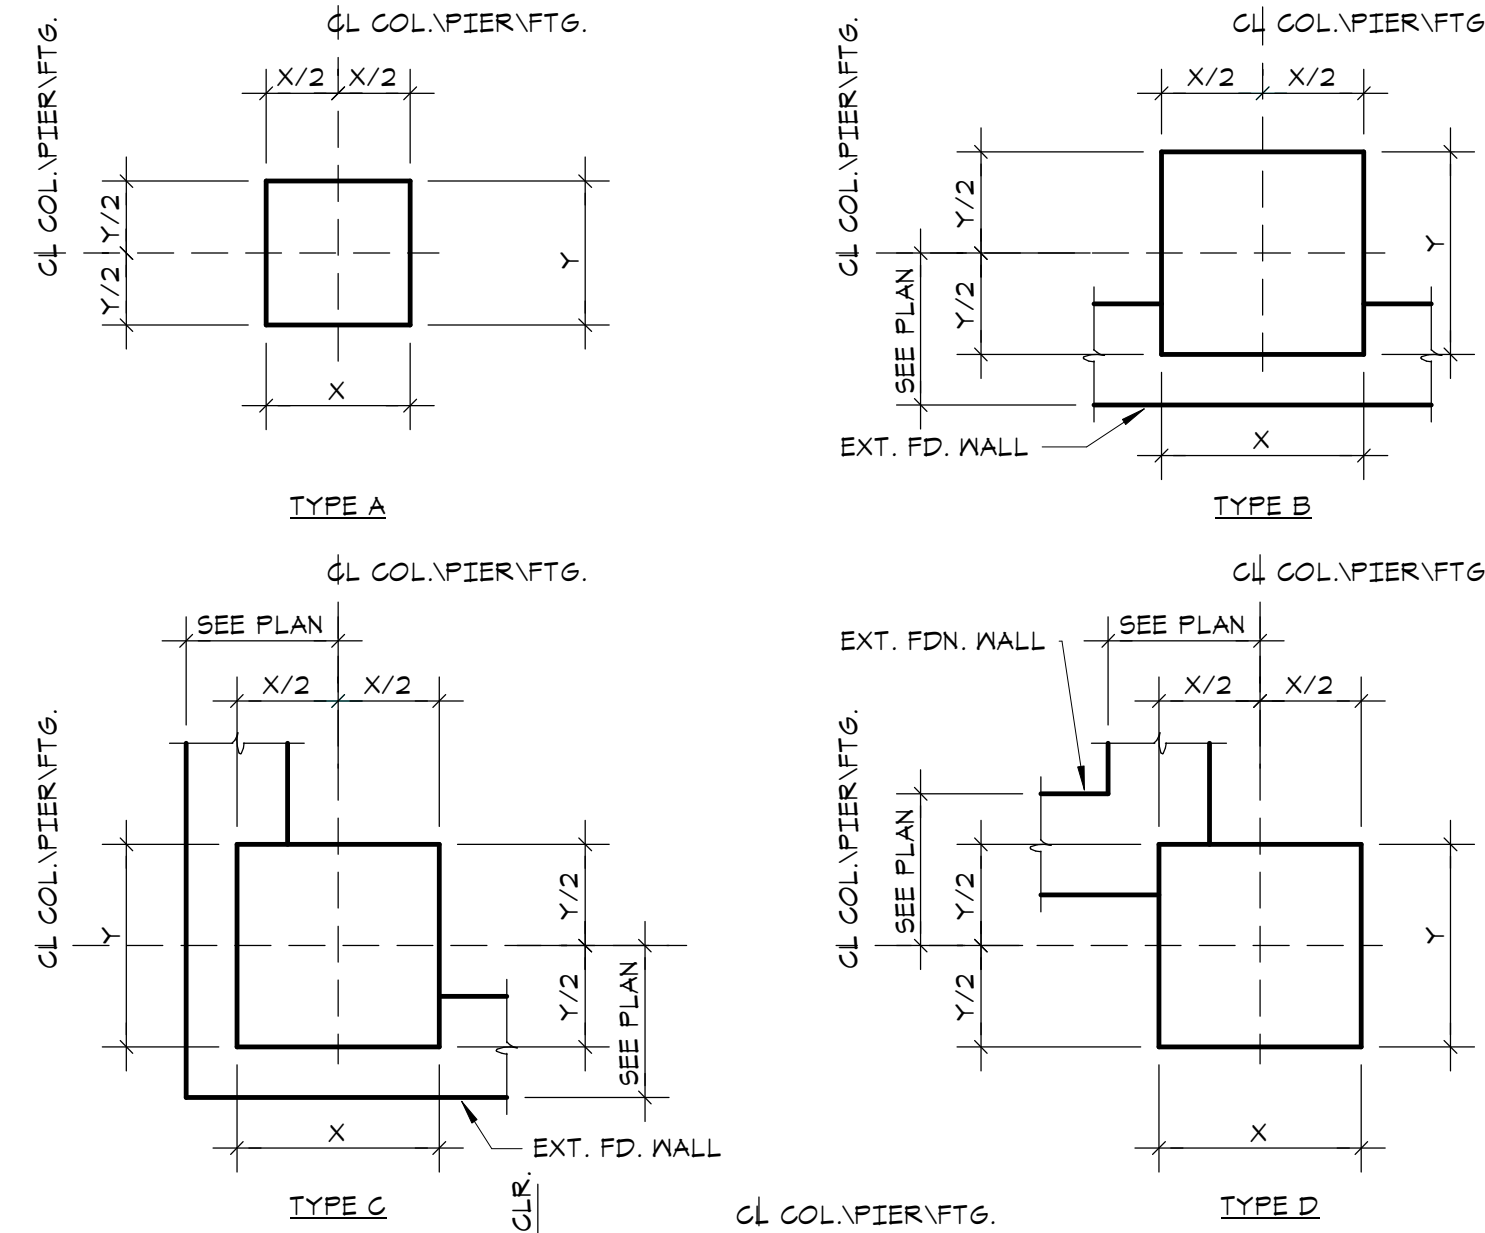 CL COL.\PIER\FTG.
CL COL.\PIER\FTG.
X/2 X/2
Y/2
Y/2
Y
X
TYPE A
CL COL.\PIER\FTG
CL COL.\PIER\FTG.
X/2 X/2
Y/2
Y/2
SEE PLAN
Y
EXT. FD. WALL
X
TYPE B
CL COL.\PIER\FTG.
SEE PLAN
X/2 X/2
CL COL.\PIER\FTG.
Y
Y/2
Y/2
SEE PLAN
X
EXT. FD. WALL
TYPE C
CLR.
CL COL.\PIER\FTG
EXT. FDN. WALL
SEE PLAN
X/2 X/2
CL COL.\PIER\FTG.
SEE PLAN
Y/2
Y/2
Y
X
TYPE D
CL COL.\PIER\FTG.